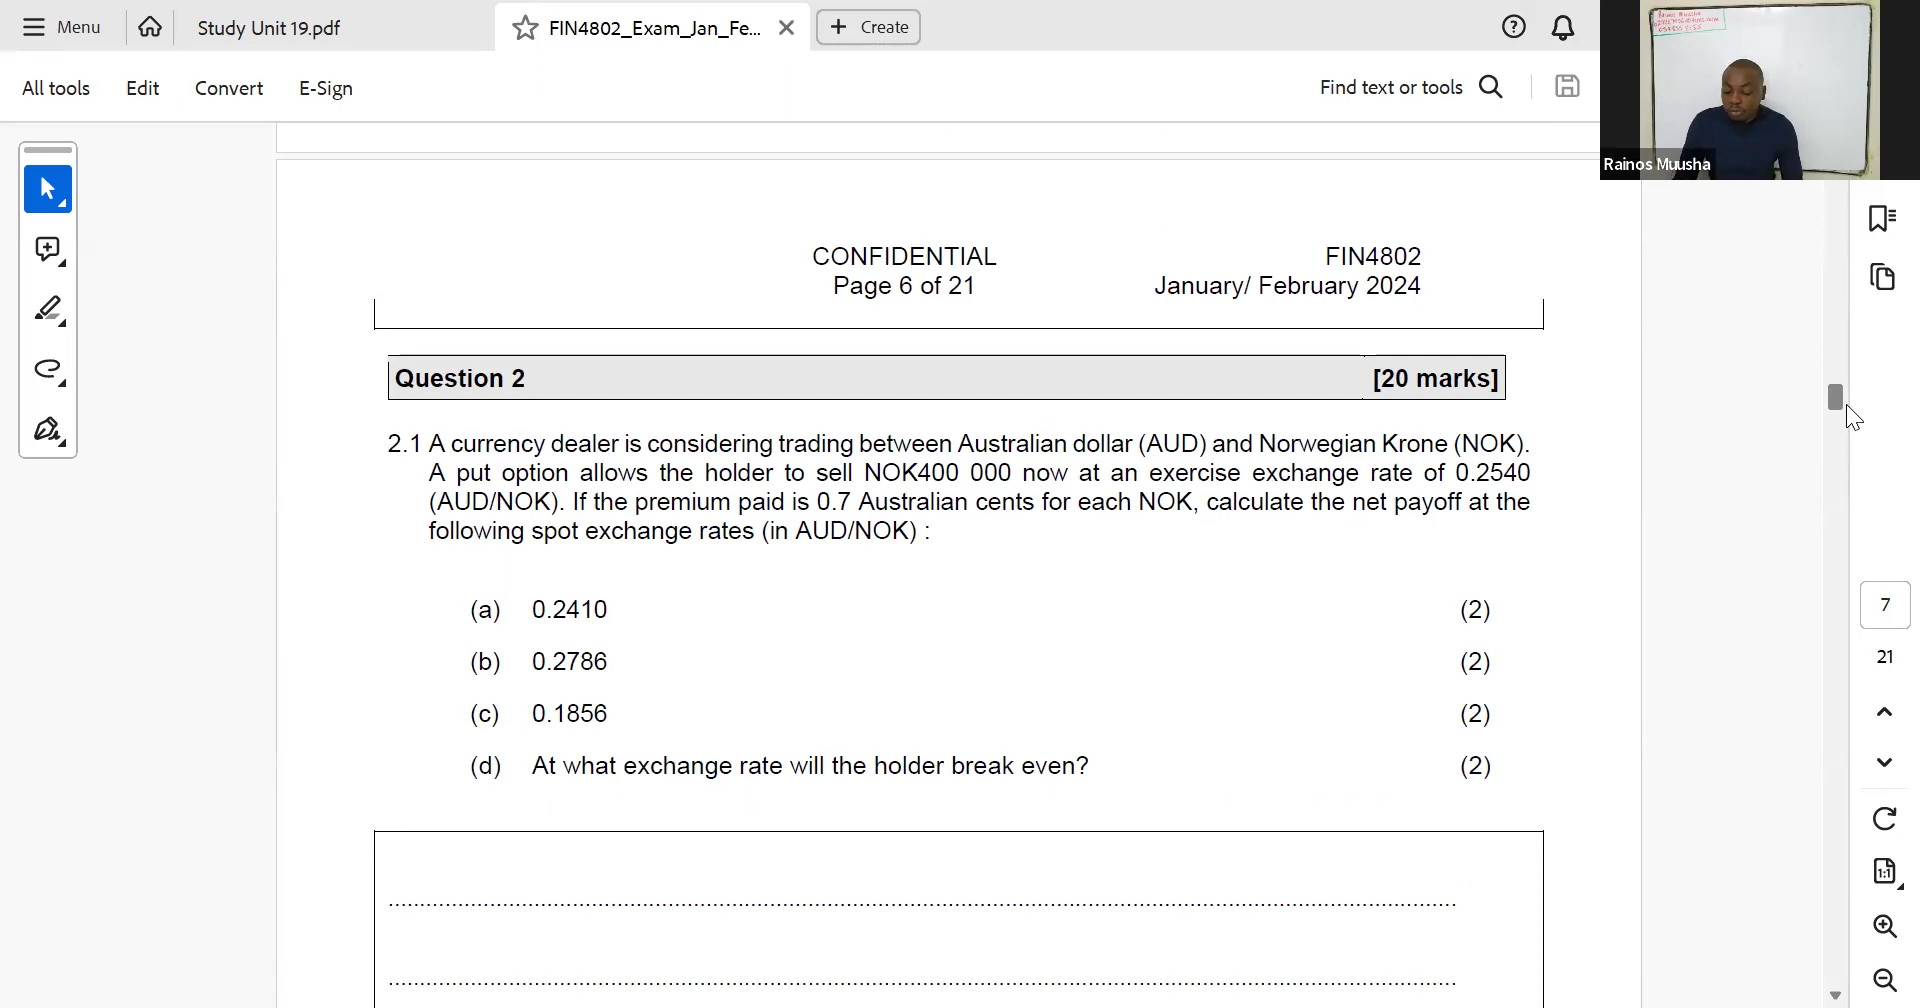 Menu
Study Unit 19.pdf
FIN4802_Exam_Jan_Fe...
Create
All tools
Edit
Convert
E-Sign
Find text or tools
Rainos Muusha
CONFIDENTIAL
FIN4802
Page 6 of 21
January/ February 2024
Question 2
[20 marks]
2.1 A currency dealer is considering trading between Australian dollar (AUD) and Norwegian Krone (NOK).
A put option allows the holder to sell NOK400 000 now at an exercise exchange rate of 0.2540
(AUD/NOK). If the premium paid is 0.7 Australian cents for each NOK, calculate the net payoff at the
following spot exchange rates (in AUD/NOK) :
(a) 0.2410 (2)
(b) 0.2786 (2)
(c) 0.1856 (2)
(d) At what exchange rate will the holder break even? (2)
7
21
1:1